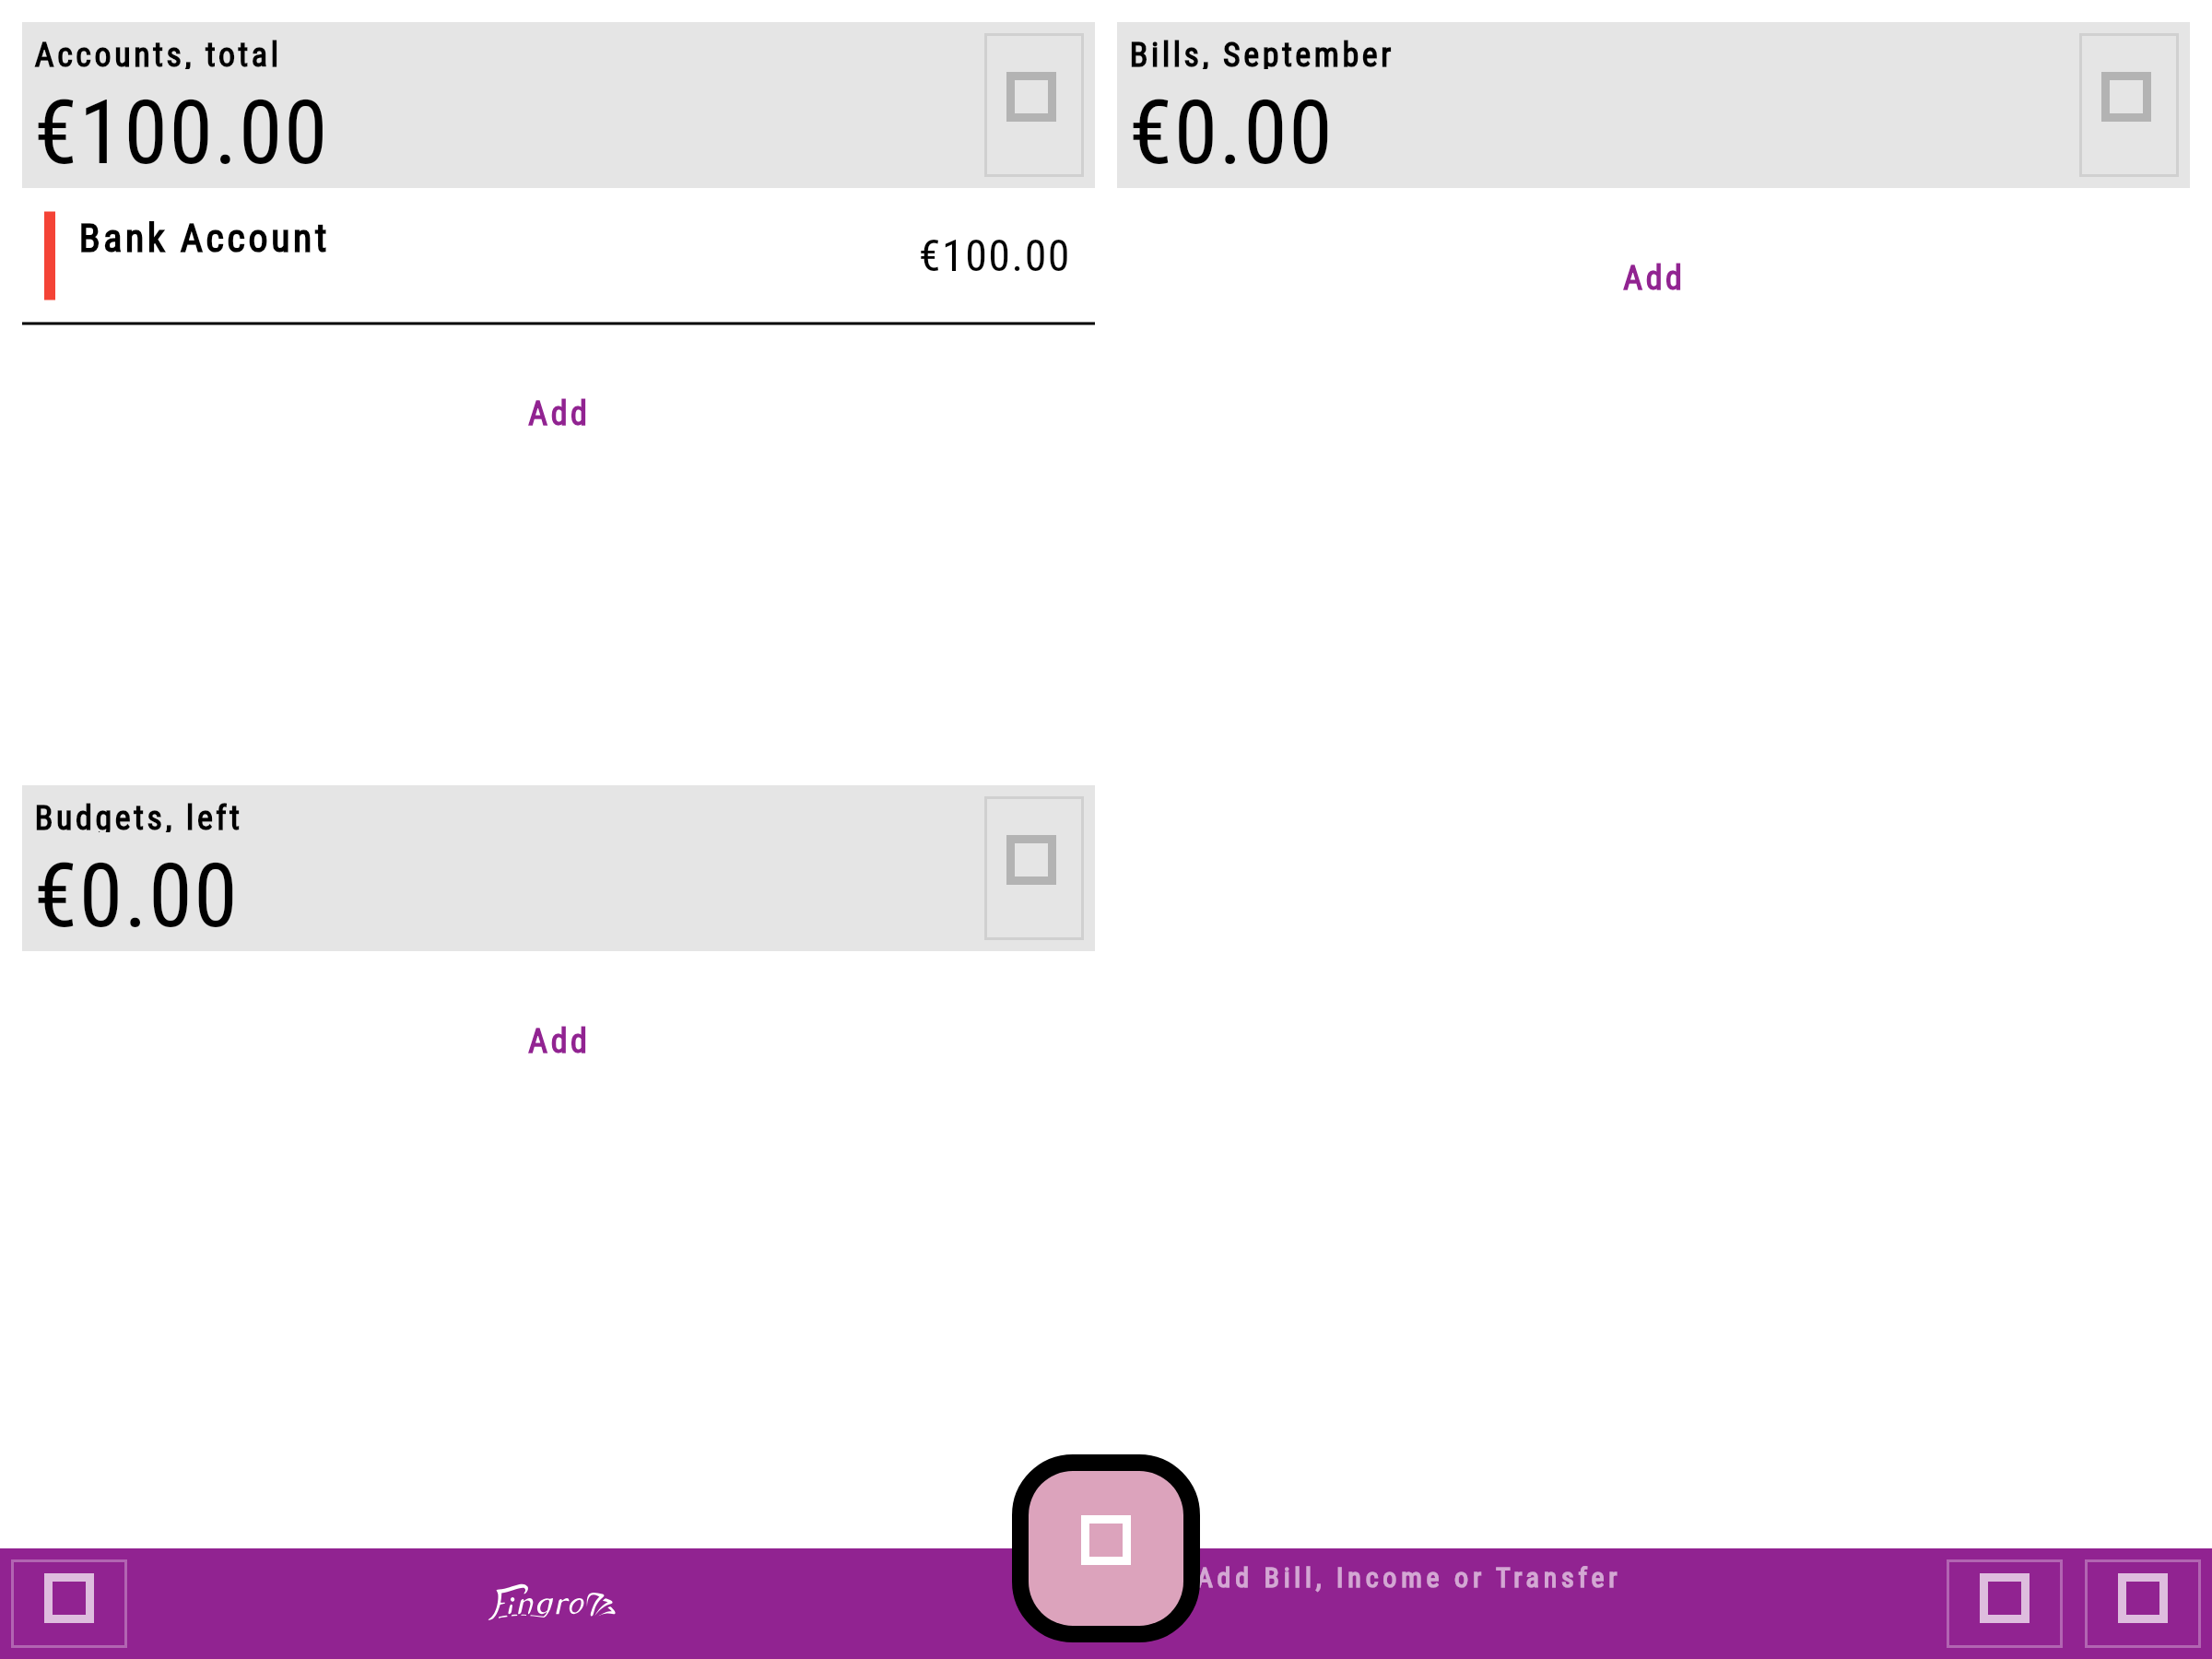 Accounts, total
€100.00
Bank Account
€100.00
Add
Bills, September
€0.00
Add
Budgets, left
€0.00
Add
Add Bill, Income or Transfer